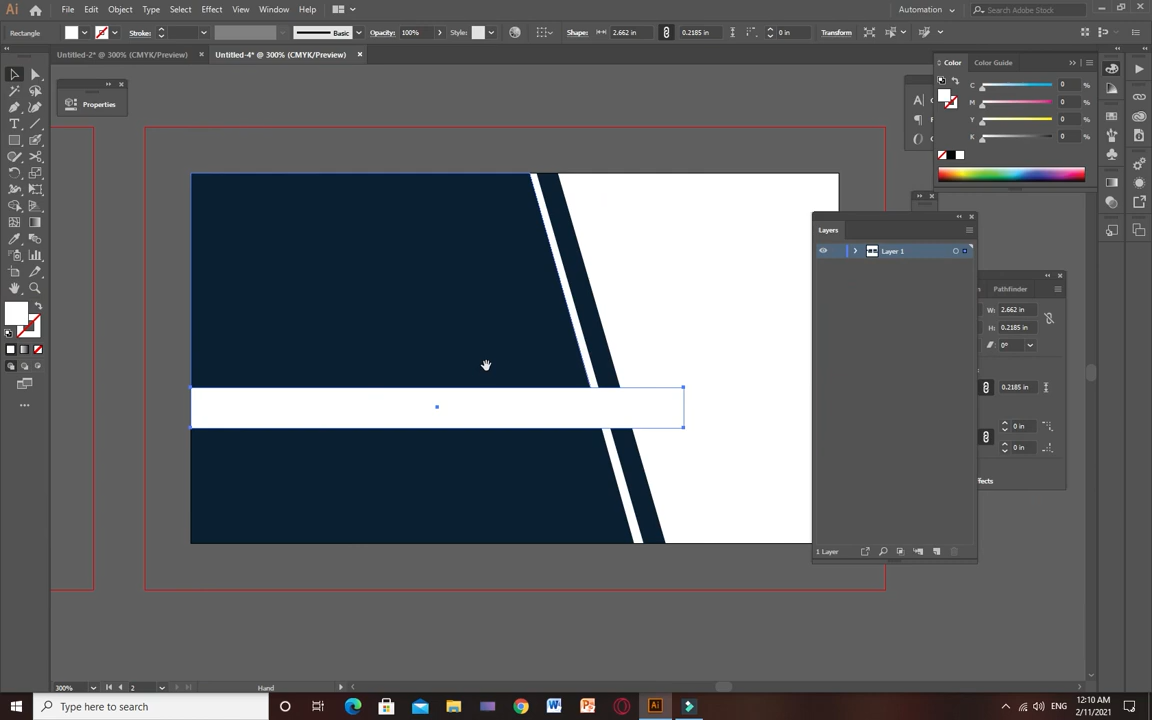 Ai File Edit Object Type Select Effect View Window Help Automation Search Adobe Stock
Rectangle Stroke: Basic Opacity: 100% Style: Shape: 2.662 in 0.2185 in 0 in Transform
Untitled-2* @ 300% (CMYK/Preview) × Untitled-4* @ 300% (CMYK/Preview) ×
Color Color Guide
C 0 %
M 0 %
Y 0 %
K 0 %
Properties
Layers
Layer 1
1 Layer
Pathfinder
W: 2.662 in
H: 0.2185 in
0°
0.2185 in
0 in
0 in
ffects
300% 2 Hand
Type here to search
ENG
12:10 AM
2/11/2021